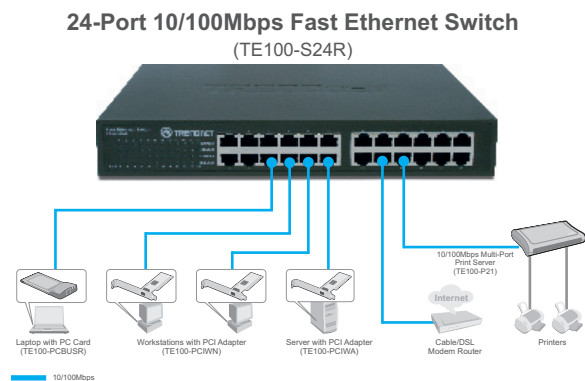 24-Port 10/100Mbps Fast Ethernet Switch
(TE100-S24R)
TRENDNET
10/100Mbps Multi-Port
Print Server
(TE100-P21)
Internet
Laptop with PC Card
(TE100-PCBUSR)
Workstations with PCI Adapter
(TE100-PCIWN)
Server with PCI Adapter
(TE100-PCIWA)
Cable/DSL
Modem Router
Printers
10/100Mbps